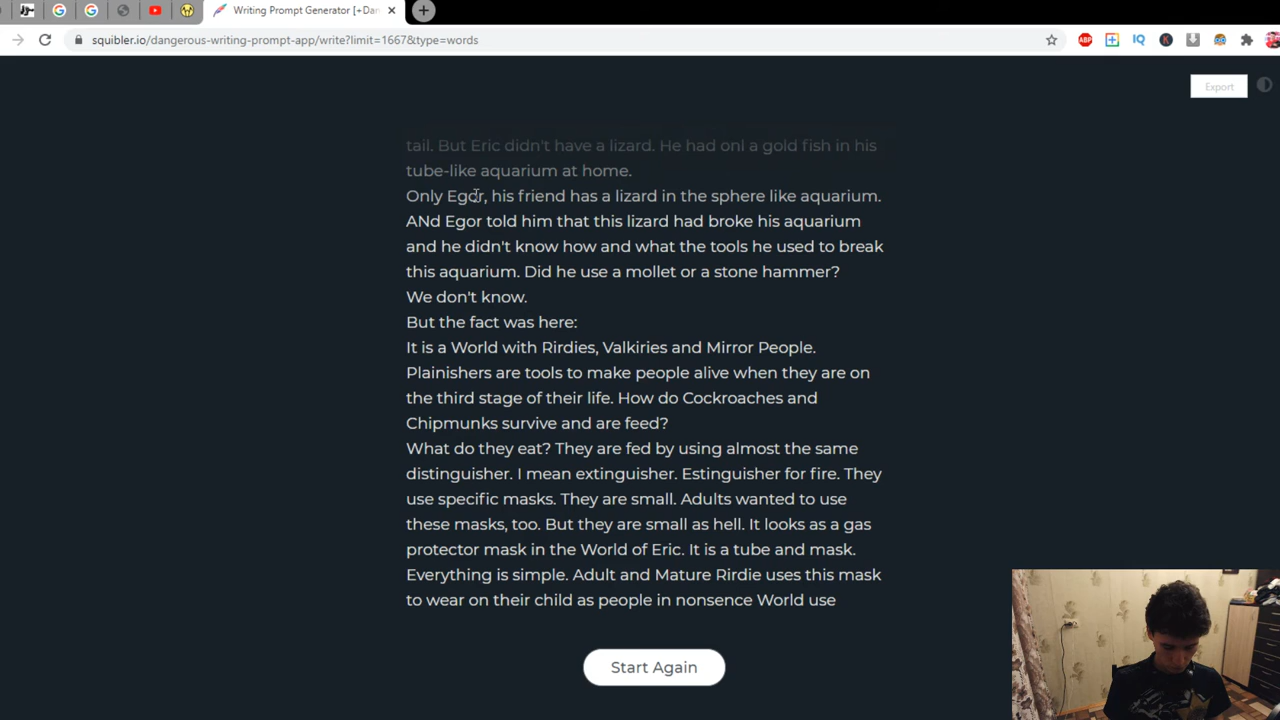 Writing Prompt Generator [+Dan
squibler.io/dangerous-writing-prompt-app/write?limit=1667&type=words
ABP
IQ
K
Export
tail. But Eric didn't have a lizard. He had onl a gold fish in his
tube-like aquarium at home.
Only Egor, his friend has a lizard in the sphere like aquarium.
ANd Egor told him that this lizard had broke his aquarium
and he didn't know how and what the tools he used to break
this aquarium. Did he use a mollet or a stone hammer?
We don't know.
But the fact was here:
It is a World with Rirdies, Valkiries and Mirror People.
Plainishers are tools to make people alive when they are on
the third stage of their life. How do Cockroaches and
Chipmunks survive and are feed?
What do they eat? They are fed by using almost the same
distinguisher. I mean extinguisher. Estinguisher for fire. They
use specific masks. They are small. Adults wanted to use
these masks, too. But they are small as hell. It looks as a gas
protector mask in the World of Eric. It is a tube and mask.
Everything is simple. Adult and Mature Rirdie uses this mask
to wear on their child as people in nonsence World use
Start Again